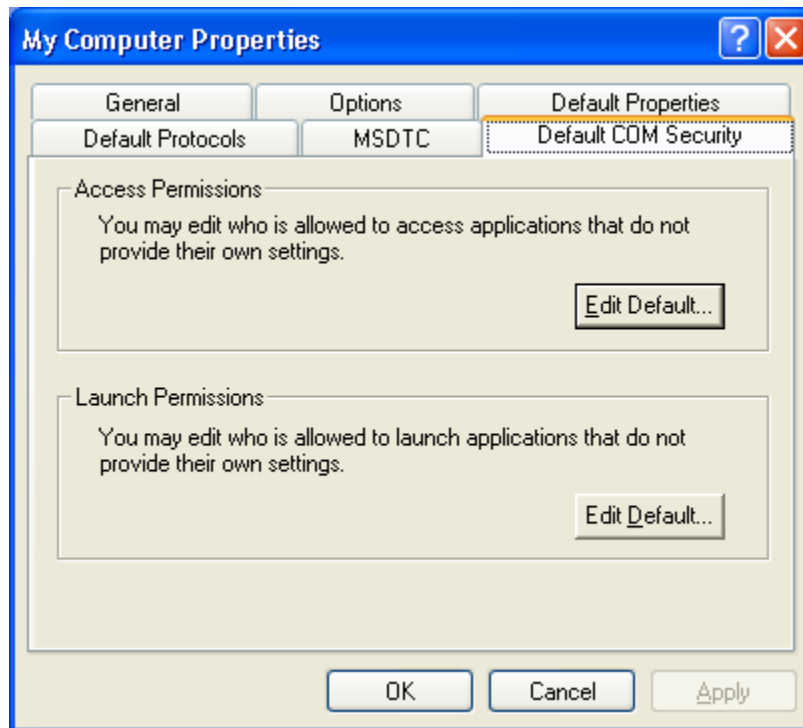 My Computer Properties
General Options Default Properties
Default Protocols MSDTC Default COM Security
Access Permissions
You may edit who is allowed to access applications that do not
provide their own settings.
Edit Default...
Launch Permissions
You may edit who is allowed to launch applications that do not
provide their own settings.
Edit Default...
OK Cancel Apply